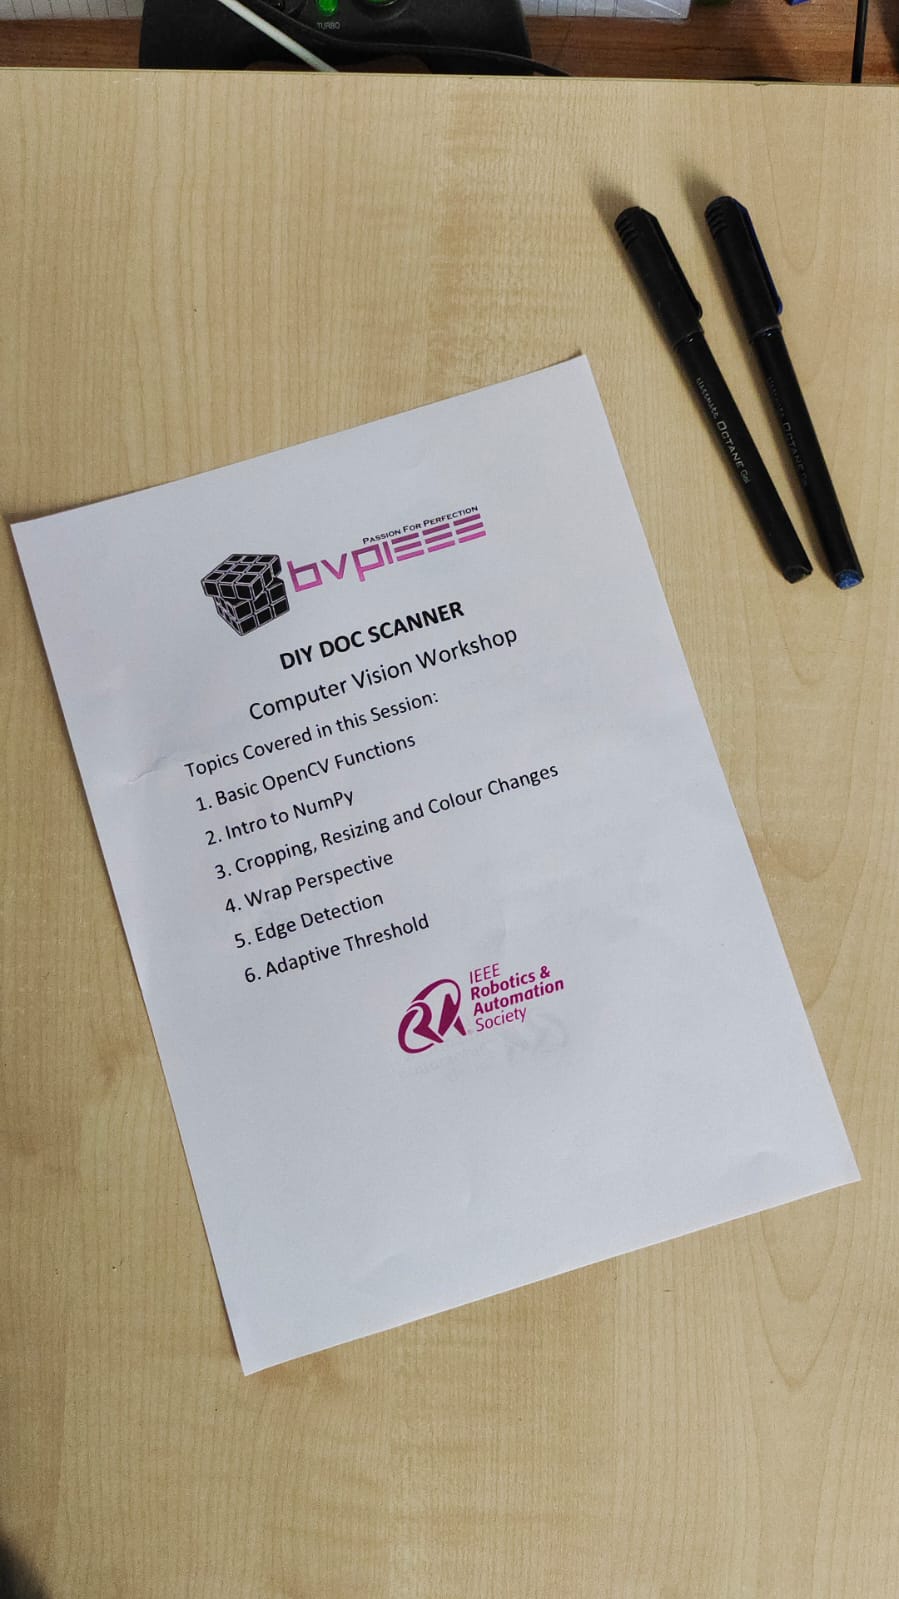 TURBO
classmate OCTANE Gel
OCTANE
PASSION FOR PERFECTION
bvpieee
DIY DOC SCANNER
Computer Vision Workshop
Topics Covered in this Session:
1. Basic OpenCV Functions
2. Intro to NumPy
3. Cropping, Resizing and Colour Changes
4. Wrap Perspective
5. Edge Detection
6. Adaptive Threshold
IEEE
Robotics &
Automation
Society